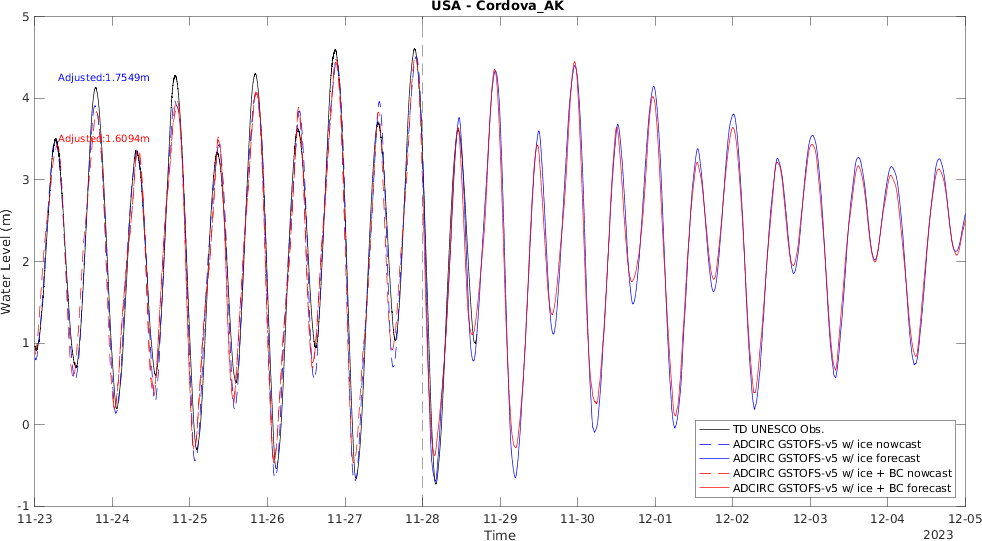 USA - Cordova_AK
5
4
3
2
1
0
-1
Water Level (m)
Adjusted:1.7549m
Adjusted:1.6094m
TD UNESCO Obs.
ADCIRC GSTOFS-v5 w/ ice nowcast
ADCIRC GSTOFS-v5 w/ ice forecast
ADCIRC GSTOFS-v5 w/ ice + BC nowcast
ADCIRC GSTOFS-v5 w/ ice + BC forecast
11-23 11-24 11-25 11-26 11-27 11-28 11-29 11-30 12-01 12-02 12-03 12-04 12-05
Time
2023